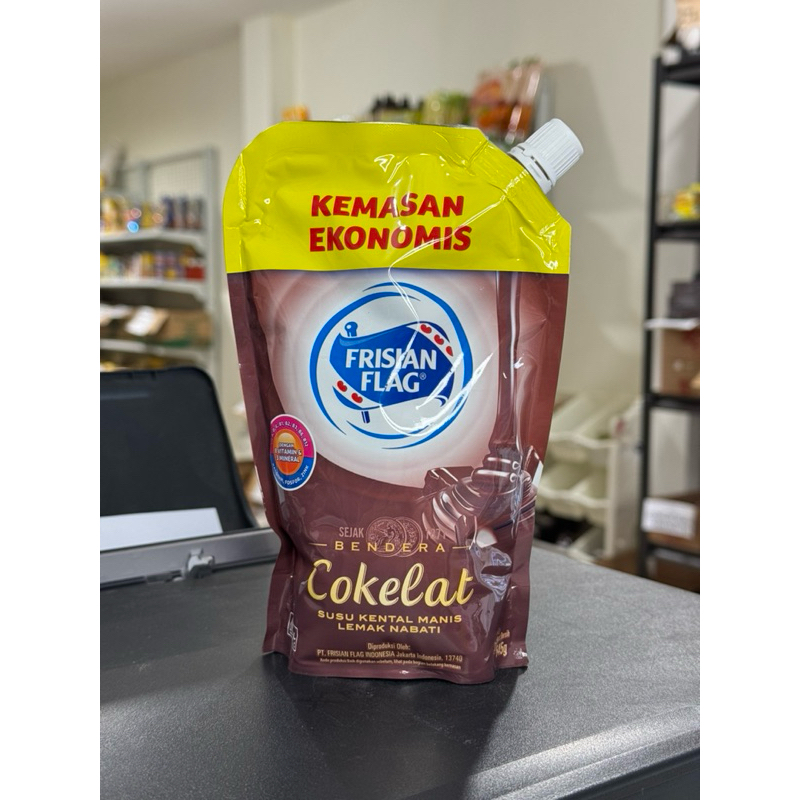 KEMASAN
EKONOMIS
FRISIAN
FLAG®
DENGAN
VITAMIN &
MINERAL
SEJAK
BENDERA
Cokelat
SUSU KENTAL MANIS
LEMAK NABATI
Diproduksi Oleh:
PT. FRISIAN FLAG INDONESIA Jakarta Indonesia, 13740